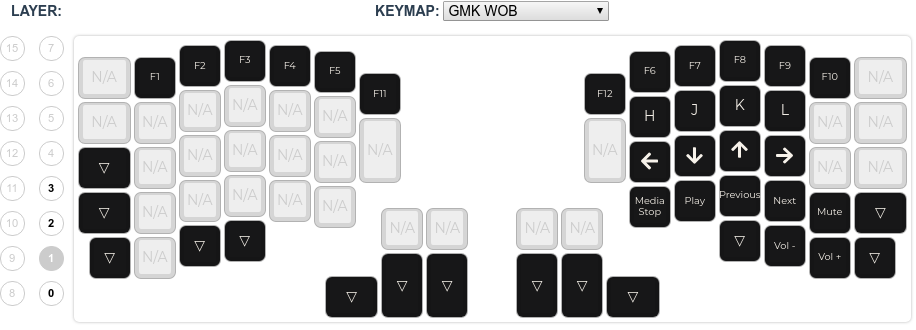 LAYER: KEYMAP: GMK WOB
15 7
14 6
13 5
12 4
11 3
10 2
9 1
8 0
N/A F1 F2 F3 F4 F5 F11 F12 F6 F7 F8 F9 F10 N/A
N/A N/A N/A N/A N/A N/A N/A N/A H J K L N/A N/A
▽ N/A N/A N/A N/A N/A ← ↓ ↑ → N/A N/A
▽ N/A N/A N/A N/A N/A Media Stop Play Previous Next Mute ▽
▽ N/A ▽ ▽ N/A N/A N/A N/A ▽ Vol - Vol + ▽
▽ ▽ ▽ ▽ ▽ ▽